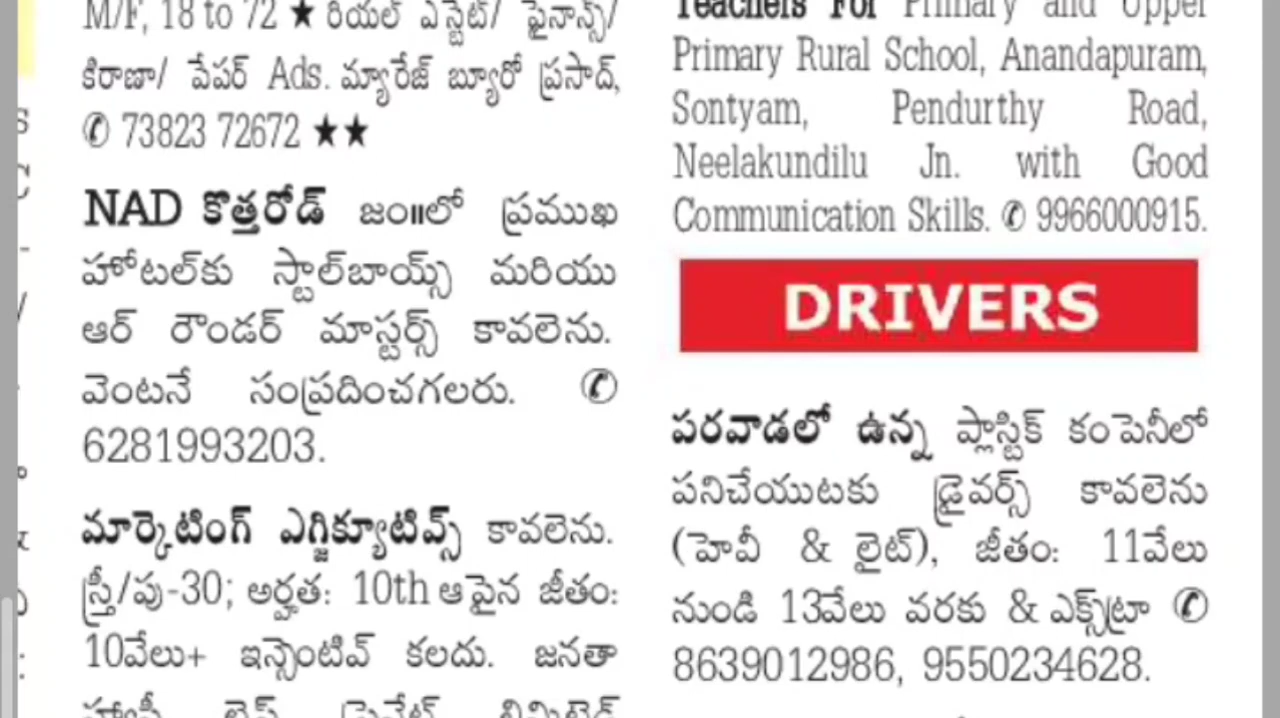 M/F, 18 to 72 ★ రియల్ ఎస్టేట్/ ఫైనాన్స్/
కిరాణా/ పేపర్ Ads. మ్యారేజ్ బ్యూరో ప్రసాద్,
✆ 73823 72672 ★★
NAD కొత్తరోడ్ జం॥లో ప్రముఖ
హోటల్‌కు స్టాల్‌బాయ్స్ మరియు
ఆర్ రౌండర్ మాస్టర్స్ కావలెను.
వెంటనే సంప్రదించగలరు. ✆
6281993203.
మార్కెటింగ్ ఎగ్జిక్యూటివ్స్ కావలెను.
స్త్రీ/పు-30; అర్హత: 10th ఆపైన జీతం:
10వేలు+ ఇన్సెంటివ్ కలదు. జనతా
Teachers For Primary and Upper
Primary Rural School, Anandapuram,
Sontyam, Pendurthy Road,
Neelakundilu Jn. with Good
Communication Skills. ✆ 9966000915.
DRIVERS
పరవాడలో ఉన్న ప్లాస్టిక్ కంపెనీలో
పనిచేయుటకు డ్రైవర్స్ కావలెను
(హెవీ & లైట్), జీతం: 11వేలు
నుండి 13వేలు వరకు & ఎక్స్‌ట్రా ✆
8639012986, 9550234628.